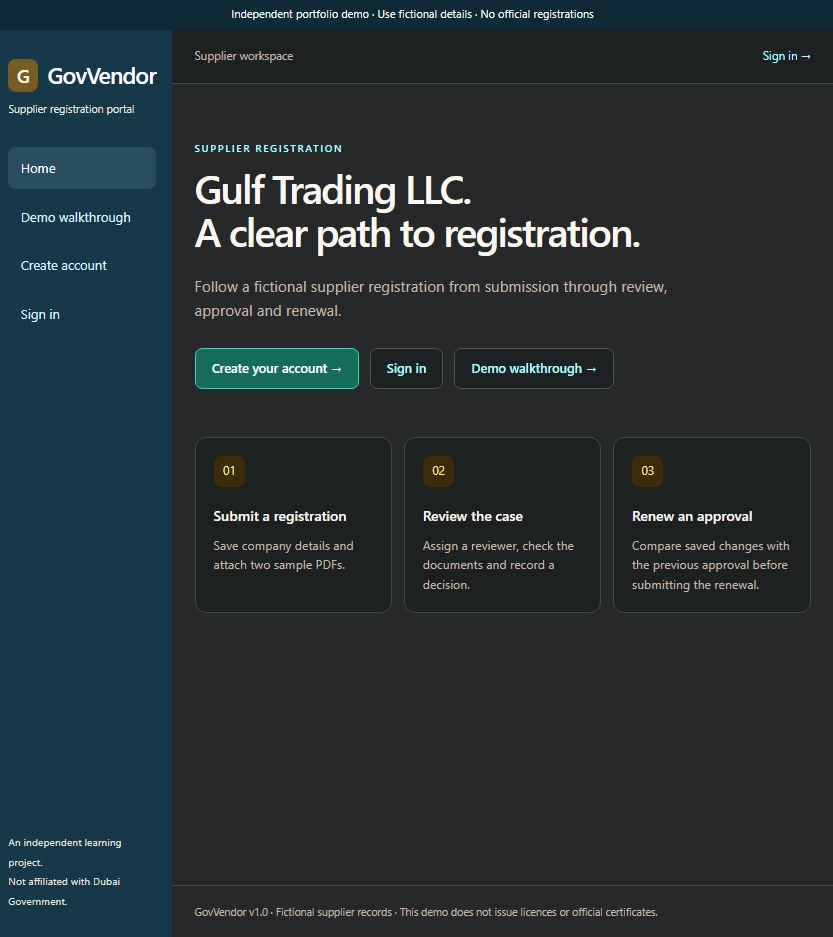 Independent portfolio demo · Use fictional details · No official registrations
G GovVendor
Supplier registration portal
Home
Demo walkthrough
Create account
Sign in
An independent learning
project.
Not affiliated with Dubai
Government.
Supplier workspace
Sign in →
SUPPLIER REGISTRATION
Gulf Trading LLC.
A clear path to registration.
Follow a fictional supplier registration from submission through review,
approval and renewal.
Create your account →
Sign in
Demo walkthrough →
01
Submit a registration
Save company details and
attach two sample PDFs.
02
Review the case
Assign a reviewer, check the
documents and record a
decision.
03
Renew an approval
Compare saved changes with
the previous approval before
submitting the renewal.
GovVendor v1.0 · Fictional supplier records · This demo does not issue licences or official certificates.